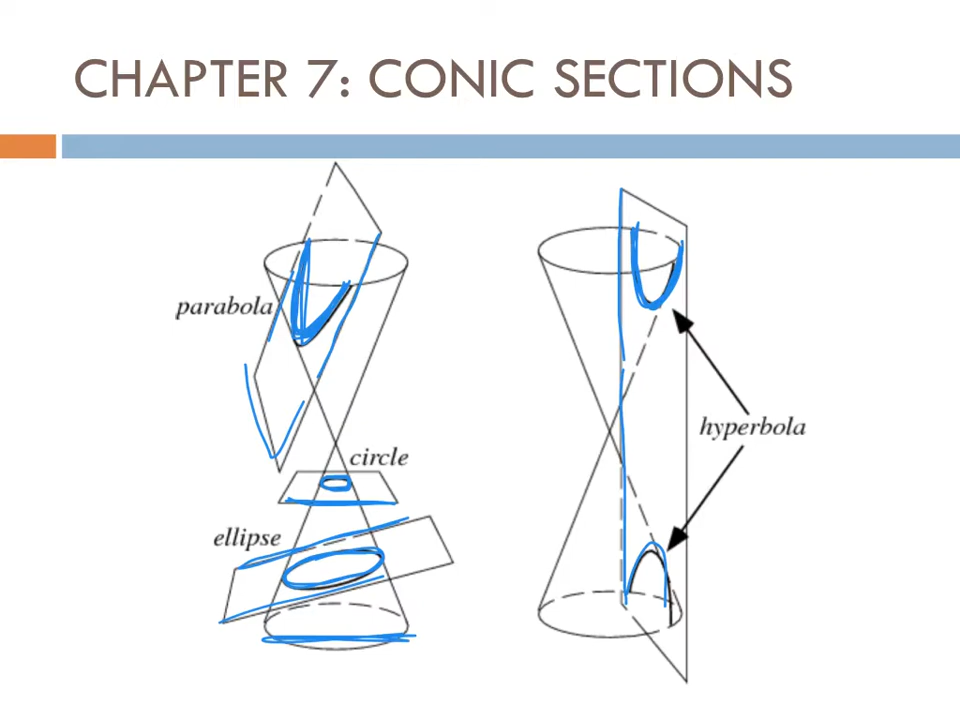 CHAPTER 7: CONIC SECTIONS
parabola
circle
ellipse
hyperbola